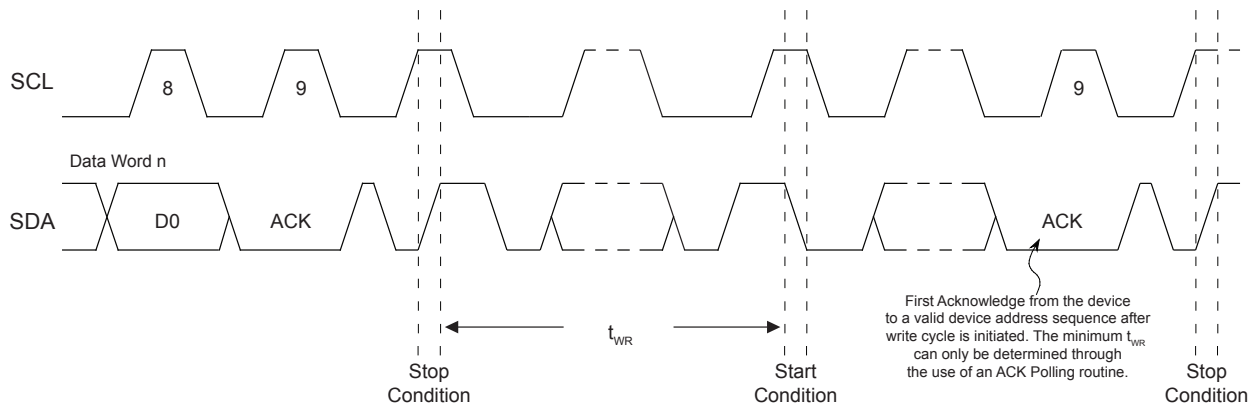 SCL
8
9
9
Data Word n
SDA
D0
ACK
ACK
First Acknowledge from the device
to a valid device address sequence after
write cycle is initiated. The minimum tWR
can only be determined through
the use of an ACK Polling routine.
tWR
Stop
Condition
Start
Condition
Stop
Condition